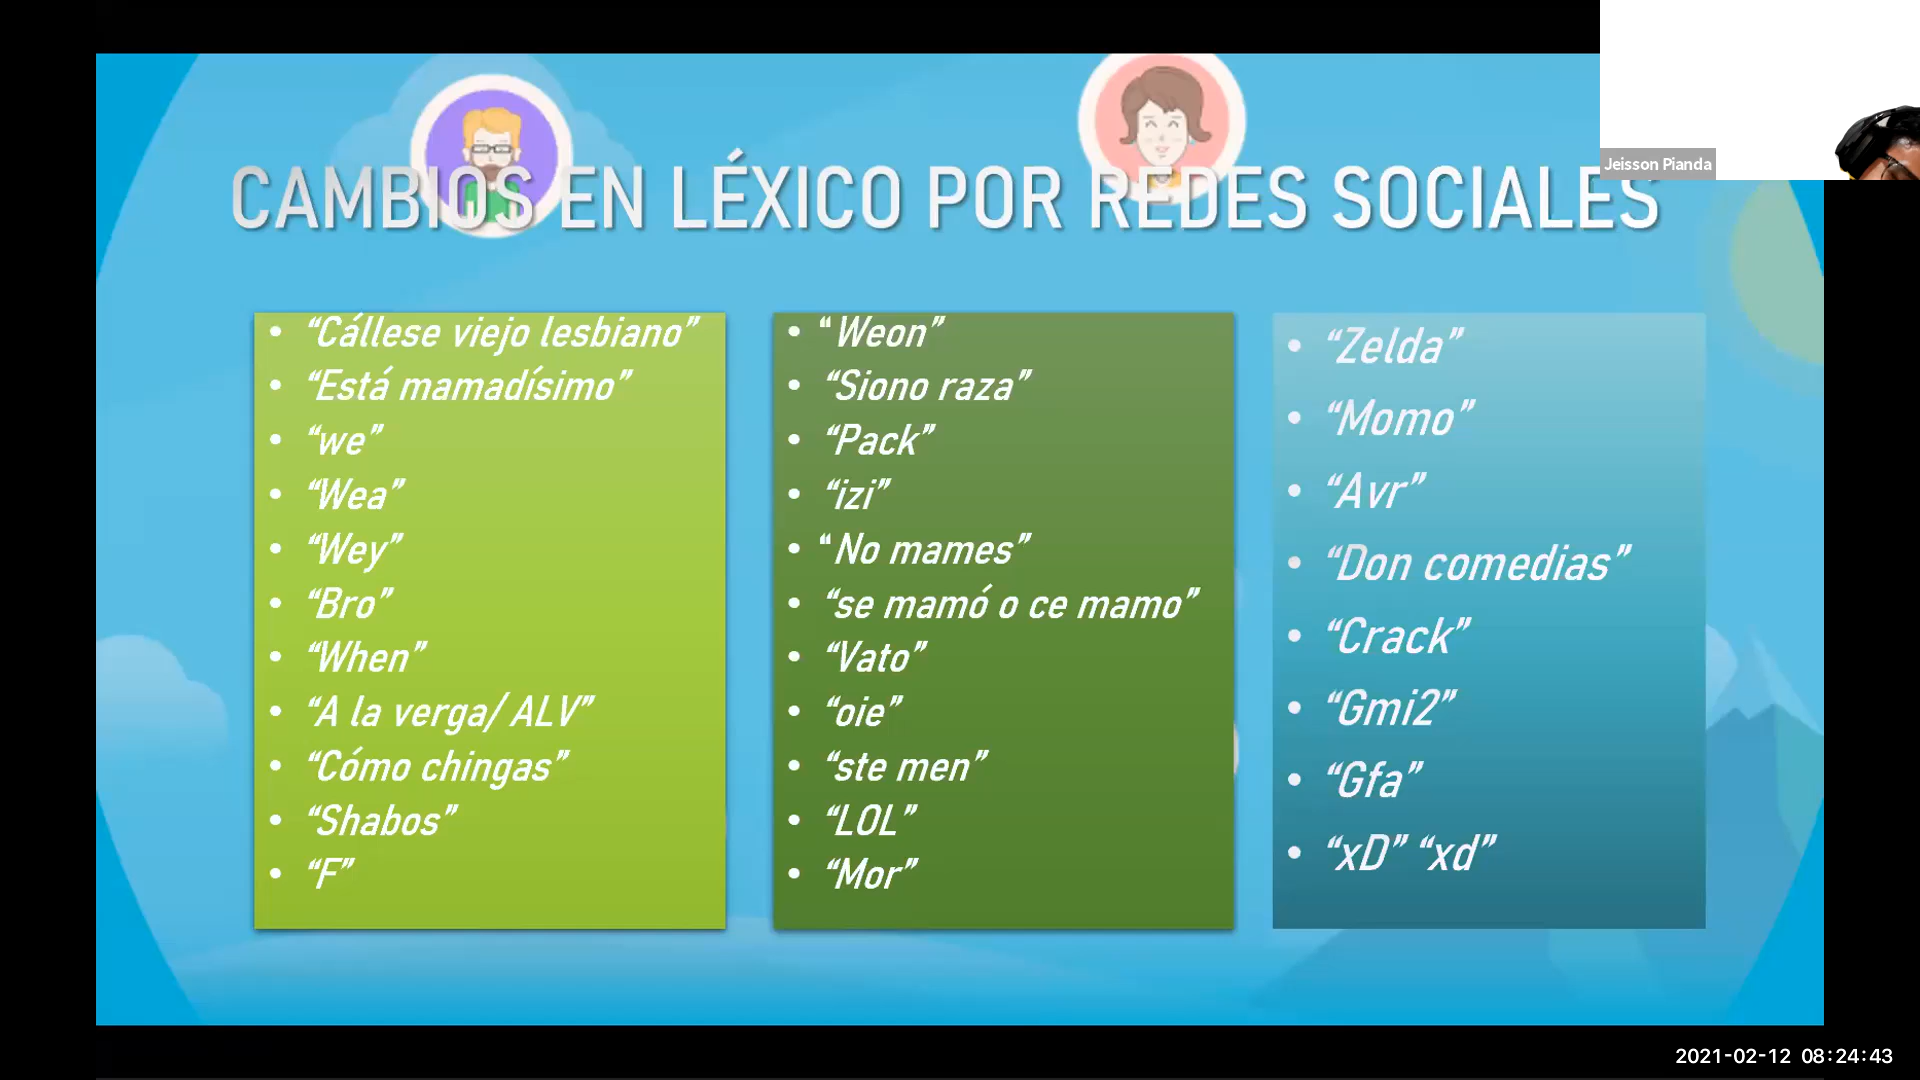 Jeisson Pianda
CAMBIOS EN LÉXICO POR REDES SOCIALES
• “Cállese viejo lesbiano”
• “Está mamadísimo”
• “we”
• “Wea”
• “Wey”
• “Bro”
• “When”
• “A la verga/ ALV”
• “Cómo chingas”
• “Shabos”
• “F”
• “ Weon”
• “Siono raza”
• “Pack”
• “izi”
• “ No mames”
• “se mamó o ce mamo”
• “Vato”
• “oie”
• “ste men”
• “LOL”
• “Mor”
• “Zelda”
• “Momo”
• “Avr”
• “Don comedias”
• “Crack”
• “Gmi2”
• “Gfa”
• “xD” “xd”
2021-02-12 08:24:43